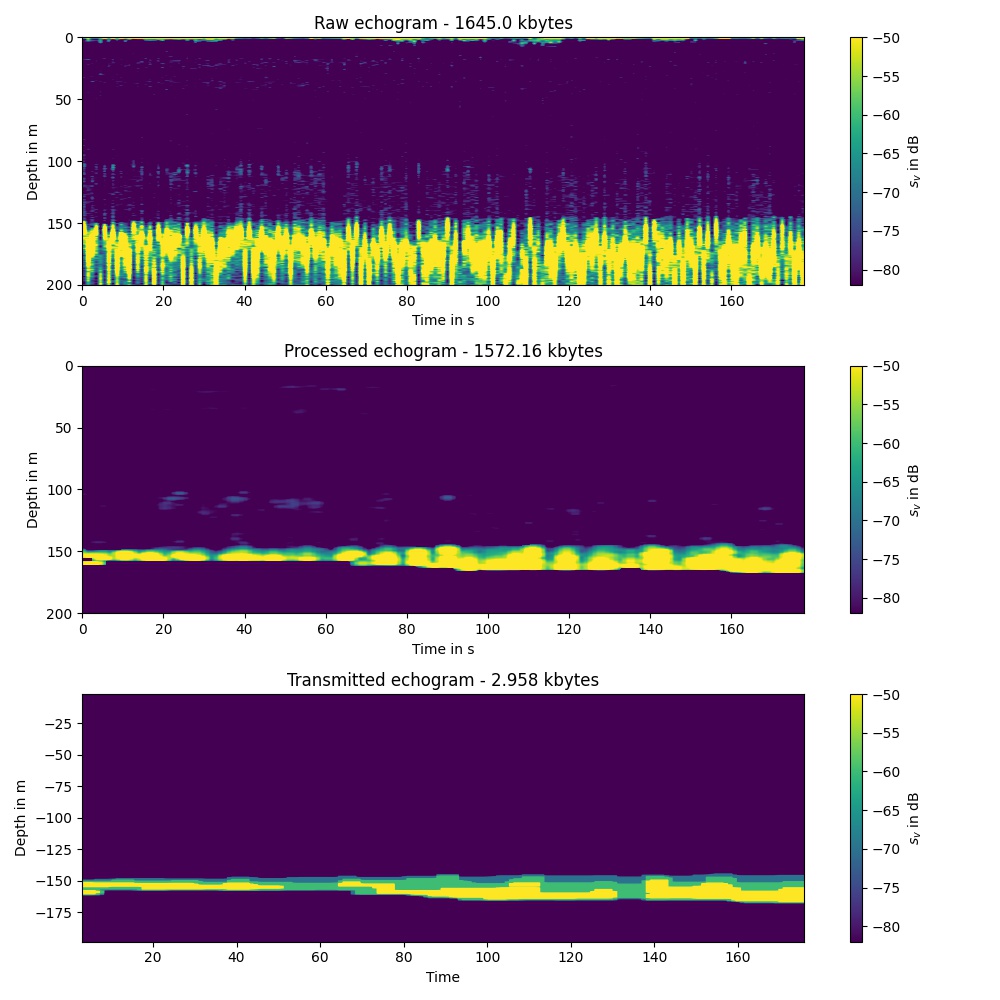 Raw echogram - 1645.0 kbytes
0
50
100
150
200
Depth in m
0 20 40 60 80 100 120 140 160
Time in s
−50
−55
−60
−65
−70
−75
−80
s_v in dB
Processed echogram - 1572.16 kbytes
0
50
100
150
200
Depth in m
0 20 40 60 80 100 120 140 160
Time in s
−50
−55
−60
−65
−70
−75
−80
s_v in dB
Transmitted echogram - 2.958 kbytes
−25
−50
−75
−100
−125
−150
−175
Depth in m
20 40 60 80 100 120 140 160
Time
−50
−55
−60
−65
−70
−75
−80
s_v in dB